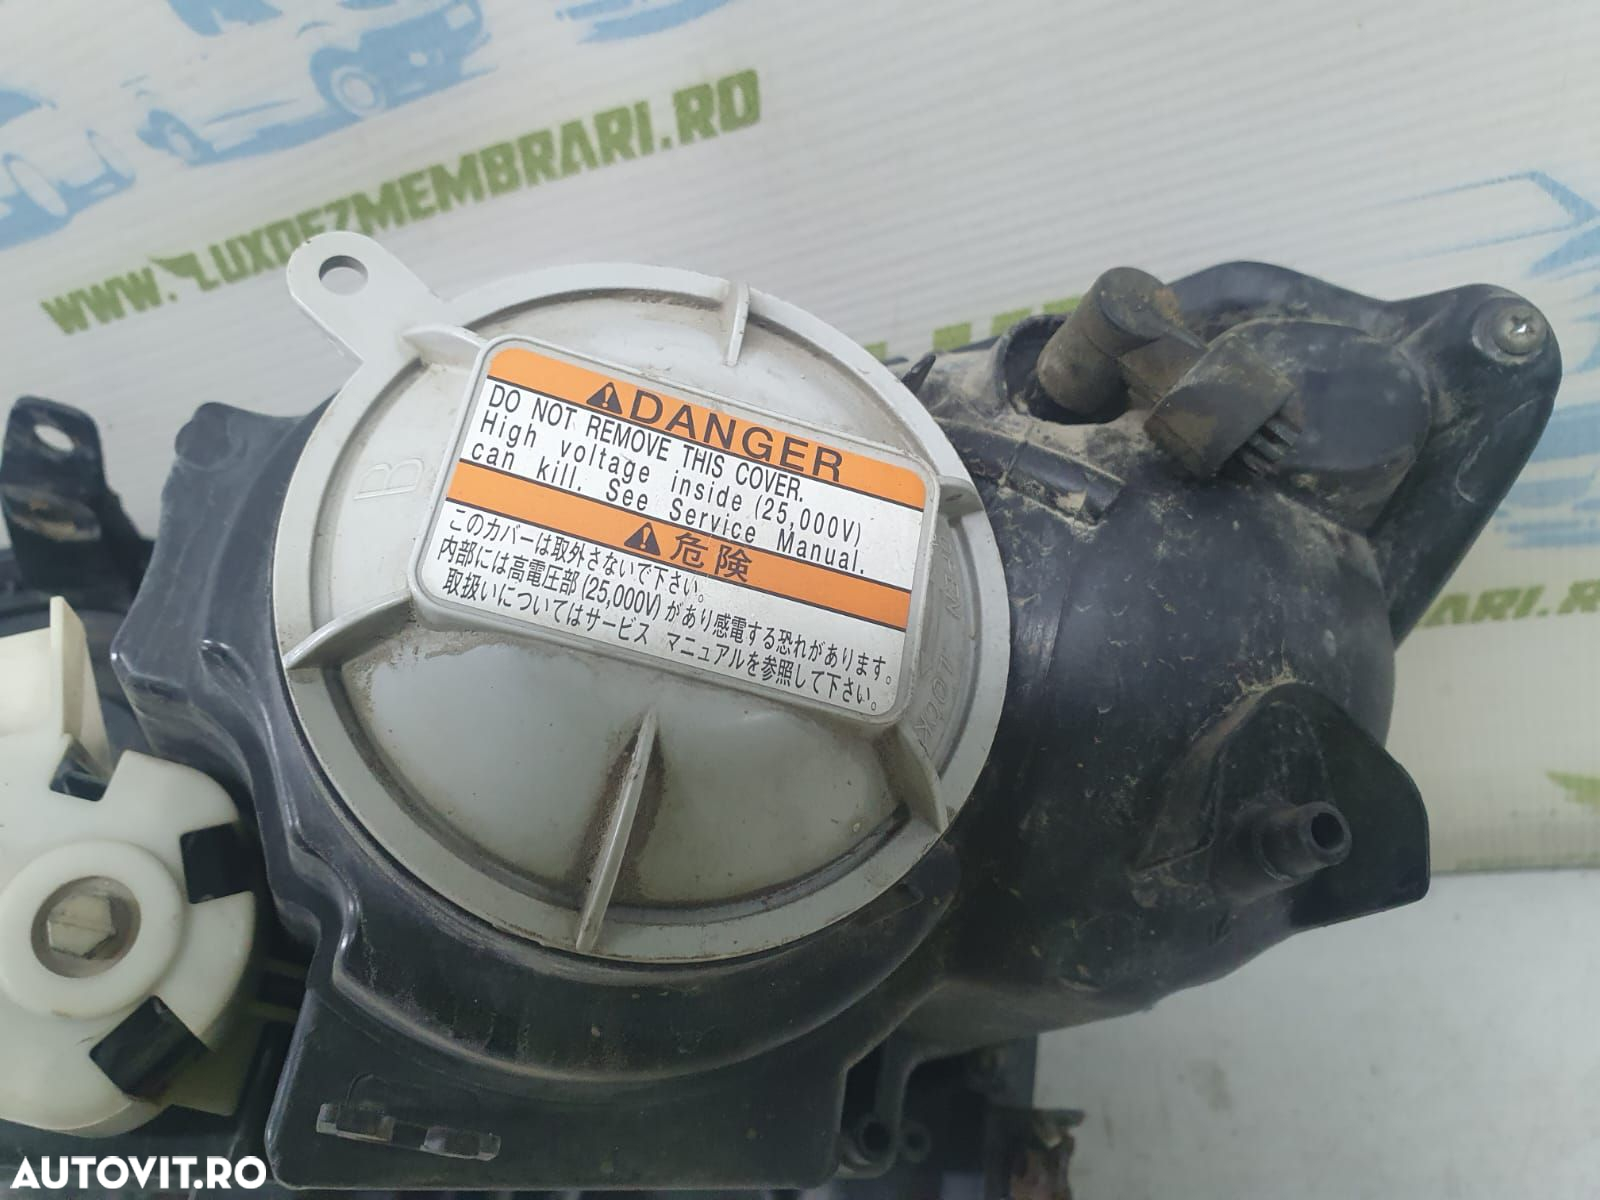 WWW.LUXDEZMEMBRARI.RO
DANGER
DO NOT REMOVE THIS COVER.
High voltage inside (25,000V)
can kill. See Service Manual.
危険
このカバーは取外さないで下さい。
内部には高電圧部(25,000V)があり感電する恐れがあります。
取扱いについてはサービス マニュアルを参照して下さい。
B
OPEN LOCK
MBRARI.RO
AUTOVIT.RO